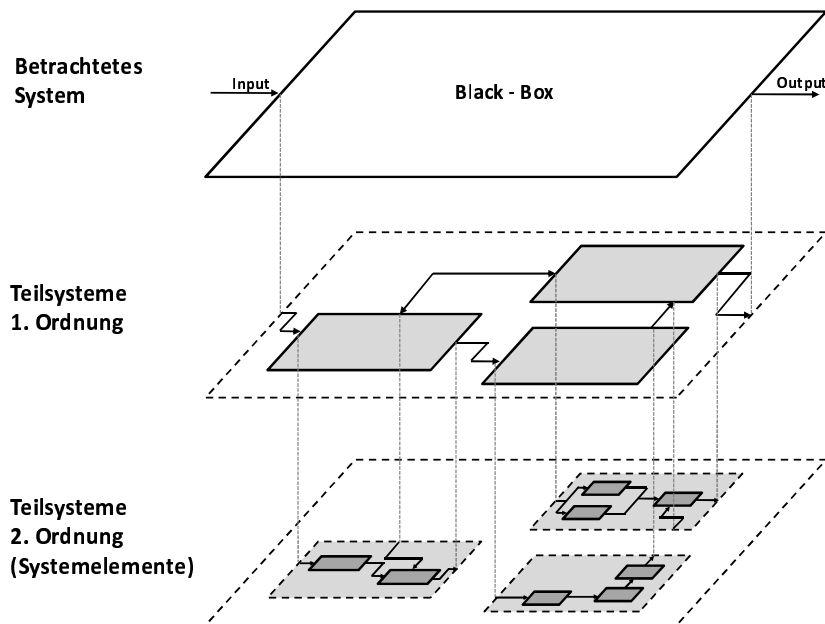 Betrachtetes
System
Input
Black - Box
Output
Teilsysteme
1. Ordnung
Teilsysteme
2. Ordnung
(Systemelemente)